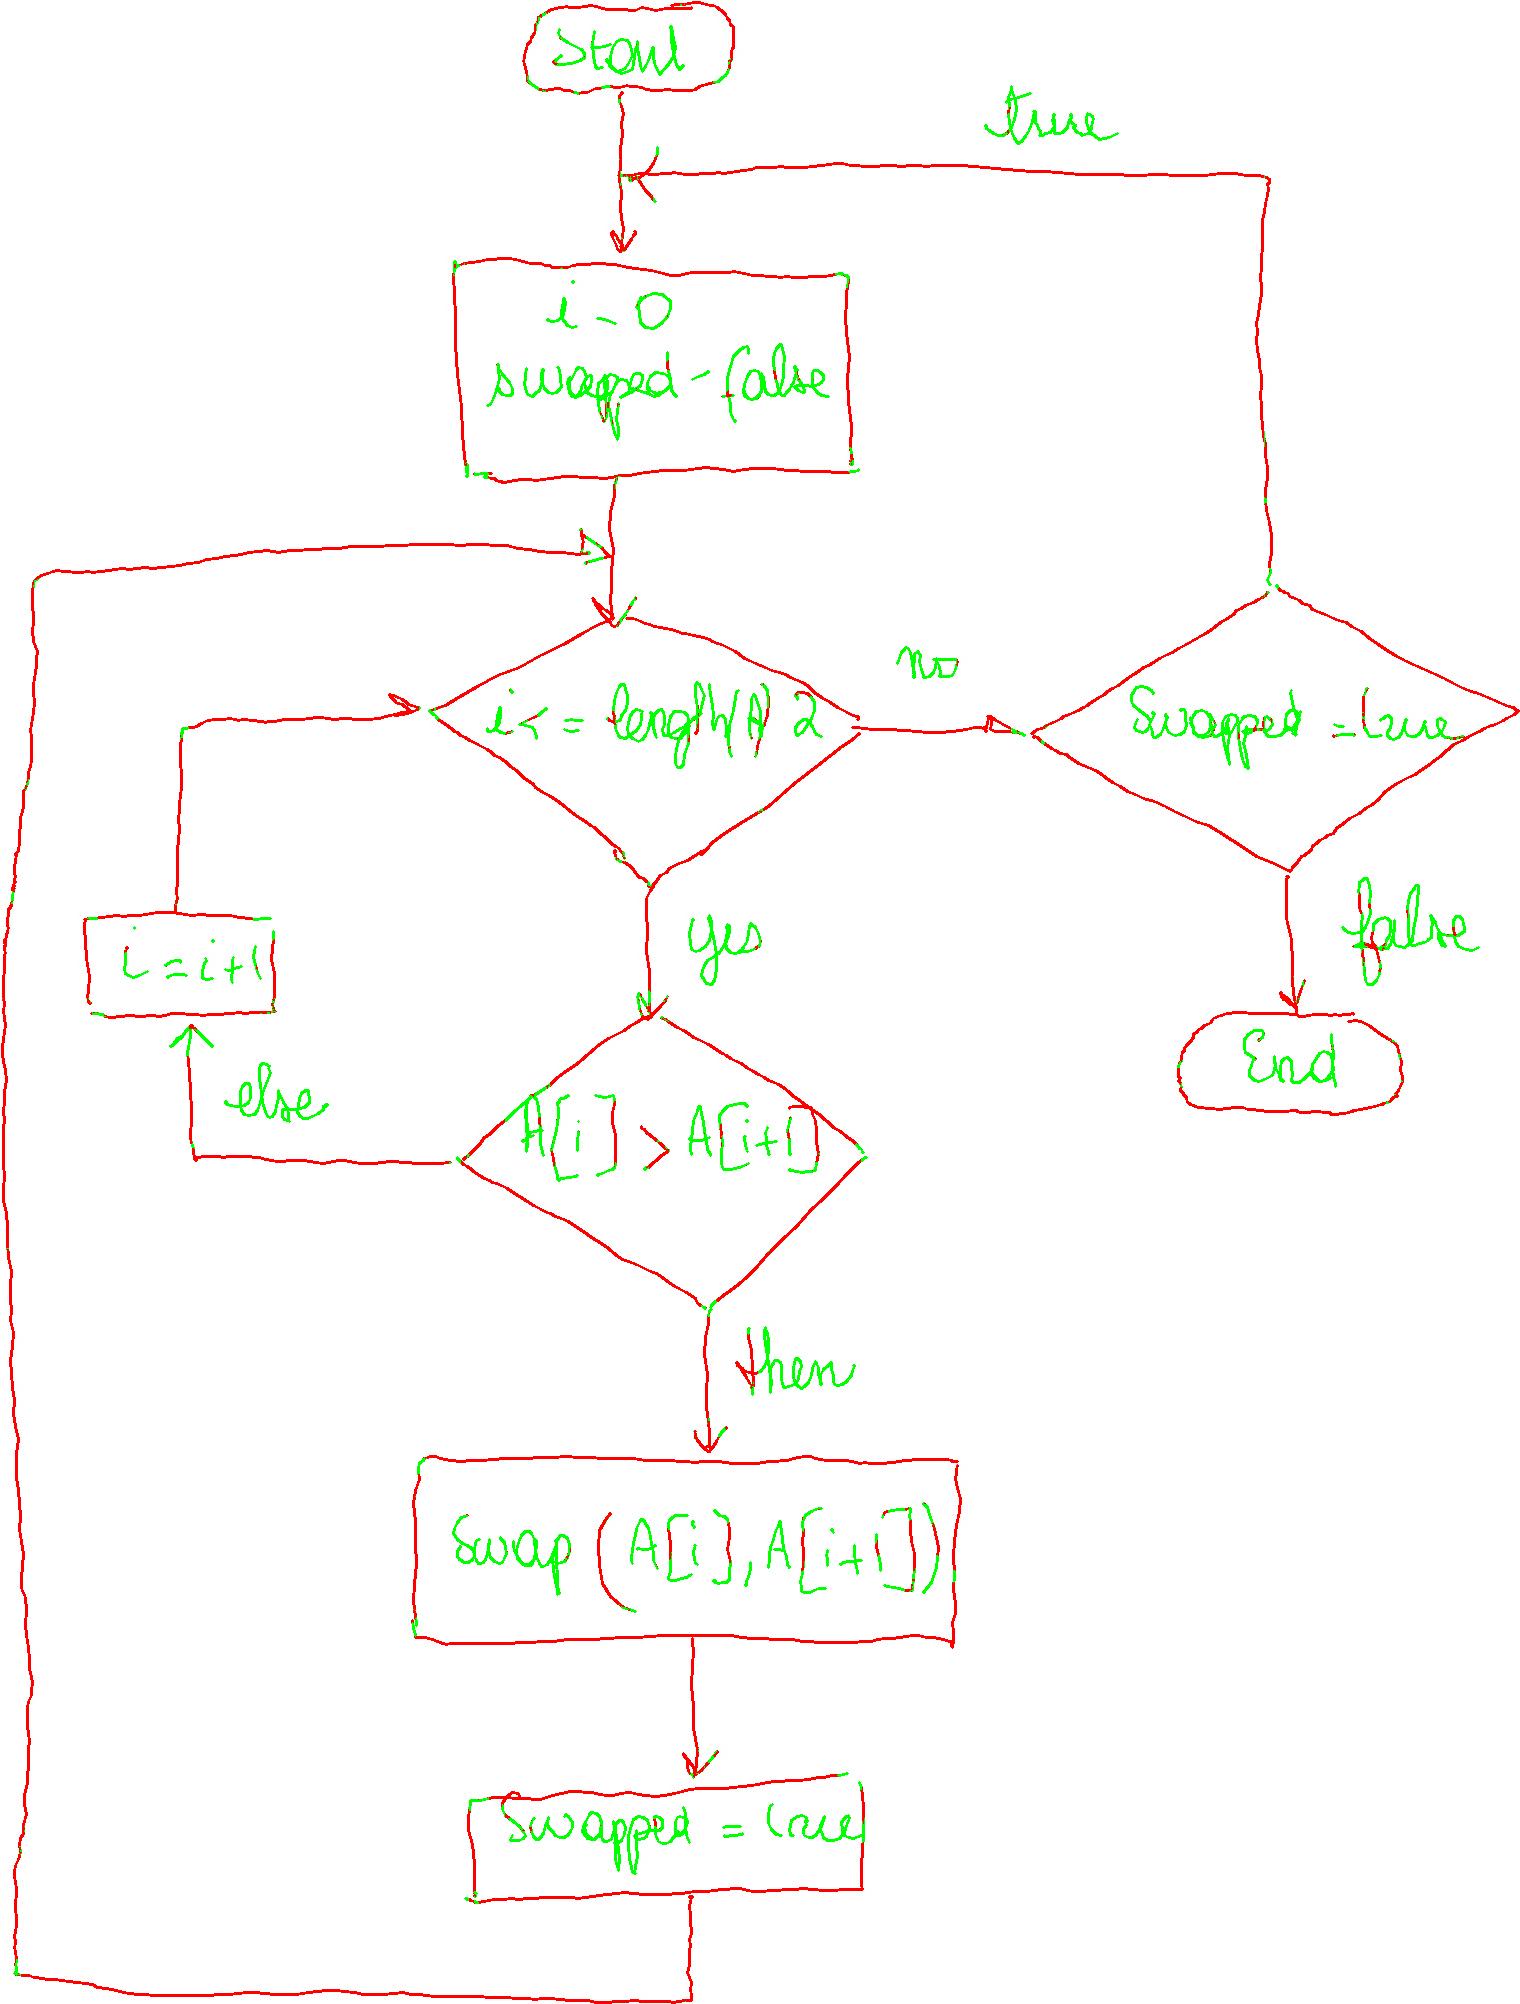 Start
true
i - 0
swapped - false
no
i <= length(A) 2
Swapped = true
yes
false
i = i+1
End
else
A[i] > A[i+1]
then
Swap (A[i], A[i+1])
Swapped = true